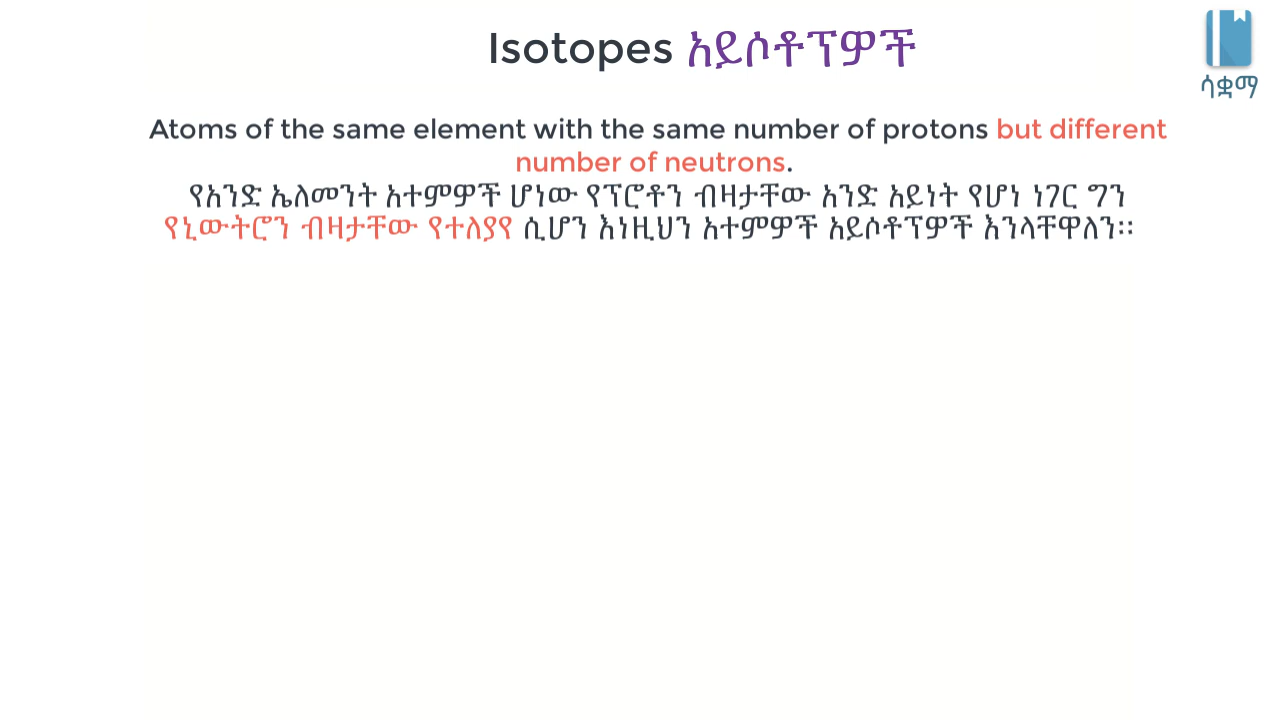 Isotopes አይሶቶፕዎች
ሳቋማ
Atoms of the same element with the same number of protons but different
number of neutrons.
የአንድ ኤለመንት አተምዎች ሆነው የፕሮቶን ብዛታቸው አንድ አይነት የሆነ ነገር ግን
የኒውትሮን ብዛታቸው የተለያየ ሲሆን እነዚህን አተምዎች አይሶቶፕዎች እንላቸዋለን፡፡